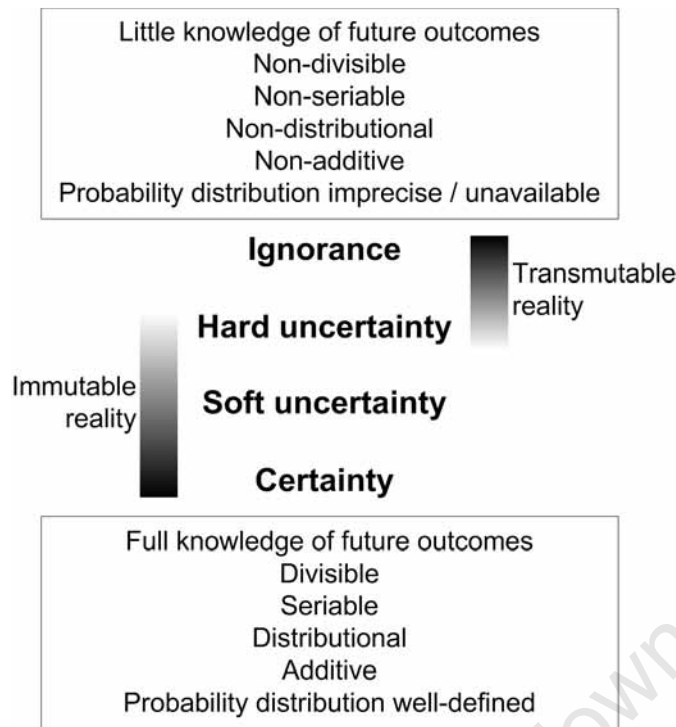 Little knowledge of future outcomes
Non-divisible
Non-seriable
Non-distributional
Non-additive
Probability distribution imprecise / unavailable
Ignorance
Transmutable
reality
Hard uncertainty
Immutable
reality
Soft uncertainty
Certainty
Full knowledge of future outcomes
Divisible
Seriable
Distributional
Additive
Probability distribution well-defined